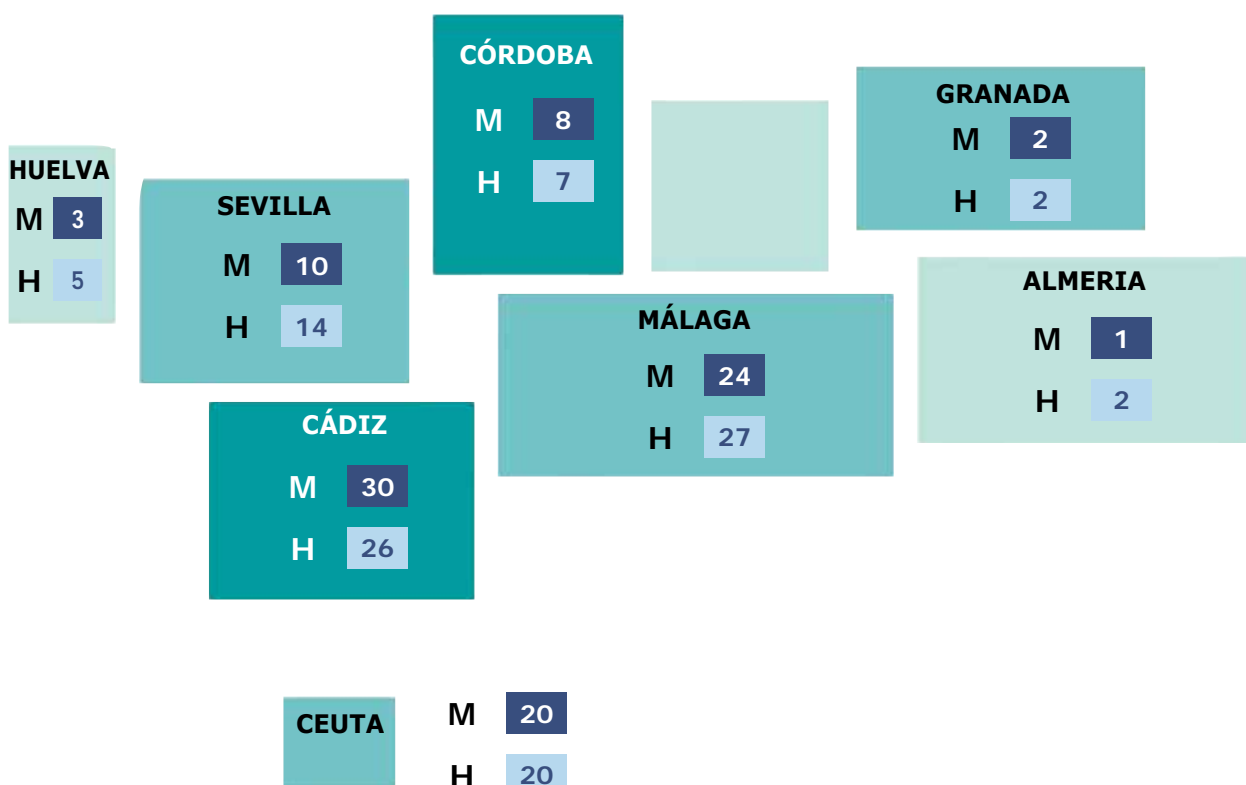 CÓRDOBA
M 8
H 7
GRANADA
M 2
H 2
HUELVA
M 3
H 5
SEVILLA
M 10
H 14
MÁLAGA
M 24
H 27
ALMERIA
M 1
H 2
CÁDIZ
M 30
H 26
CEUTA
M 20
H 20